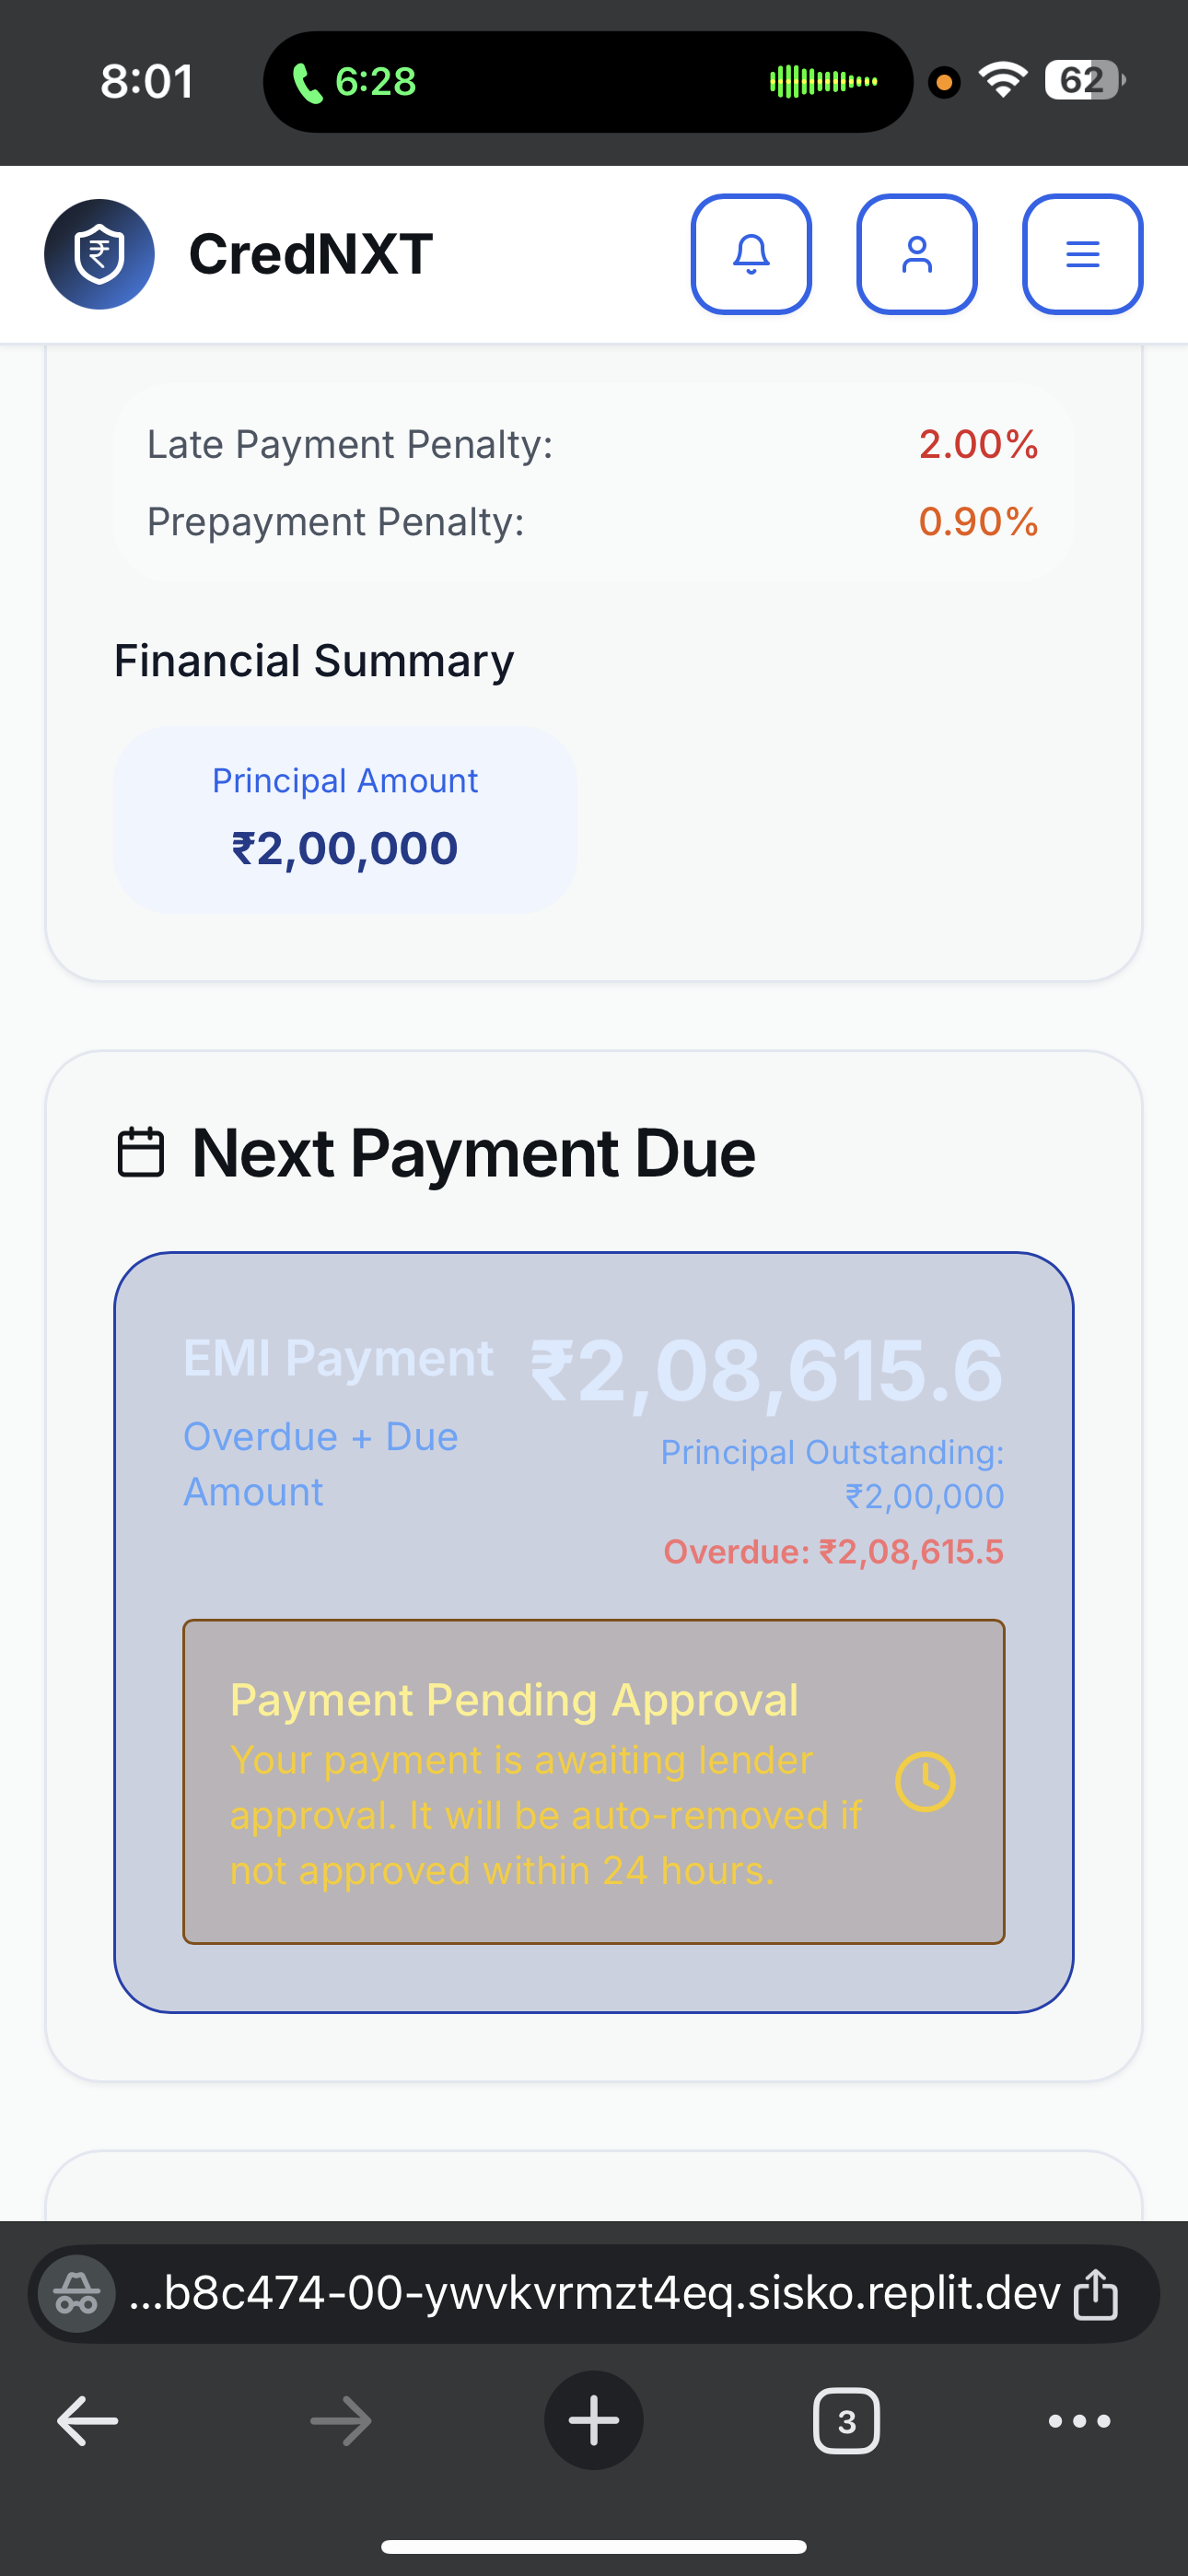 8:01
6:28
62
CredNXT
Late Payment Penalty: 2.00%
Prepayment Penalty: 0.90%
Financial Summary
Principal Amount
₹2,00,000
Next Payment Due
EMI Payment ₹2,08,615.6
Overdue + Due
Amount
Principal Outstanding:
₹2,00,000
Overdue: ₹2,08,615.5
Payment Pending Approval
Your payment is awaiting lender
approval. It will be auto-removed if
not approved within 24 hours.
...b8c474-00-ywvkvrmzt4eq.sisko.replit.dev
3